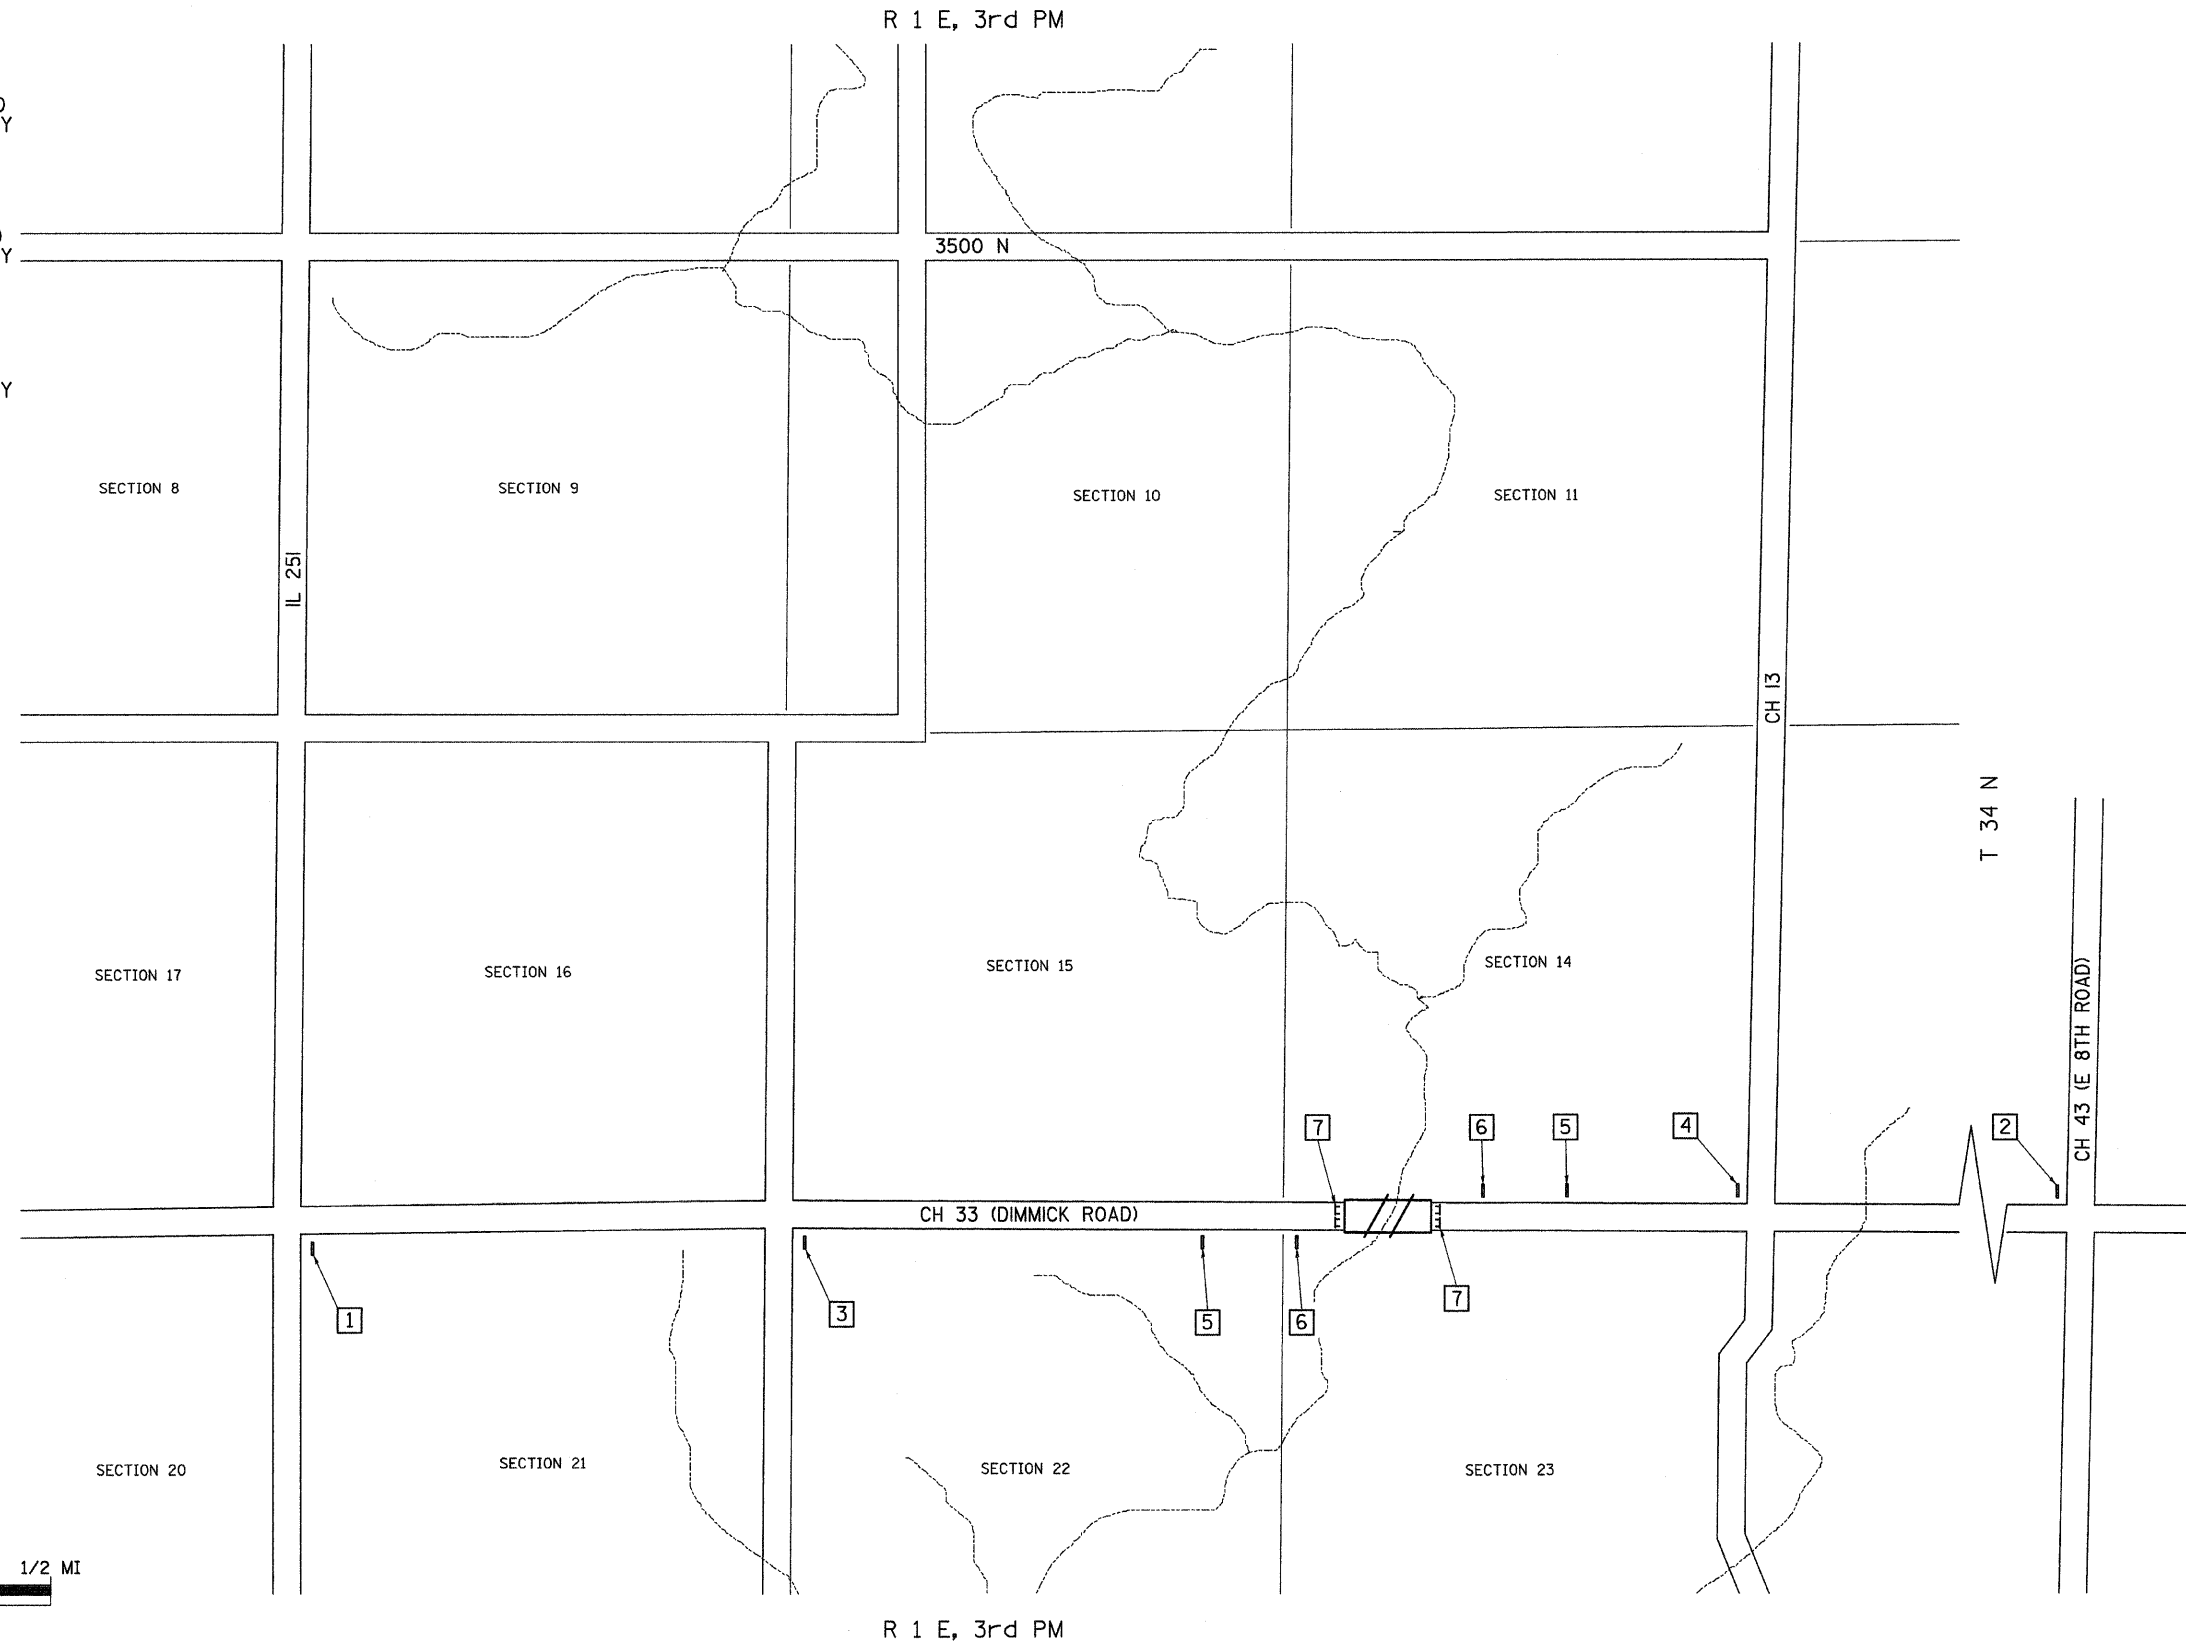 R 1 E, 3rd PM
Y
3500 N
Y
Y
SECTION 8
SECTION 9
SECTION 10
SECTION 11
IL 251
CH 13
T 34 N
SECTION 17
SECTION 16
SECTION 15
SECTION 14
CH 43 (E 8TH ROAD)
7
6
5
4
2
CH 33 (DIMMICK ROAD)
1
3
5
6
7
SECTION 20
SECTION 21
SECTION 22
SECTION 23
1/2 MI
R 1 E, 3rd PM